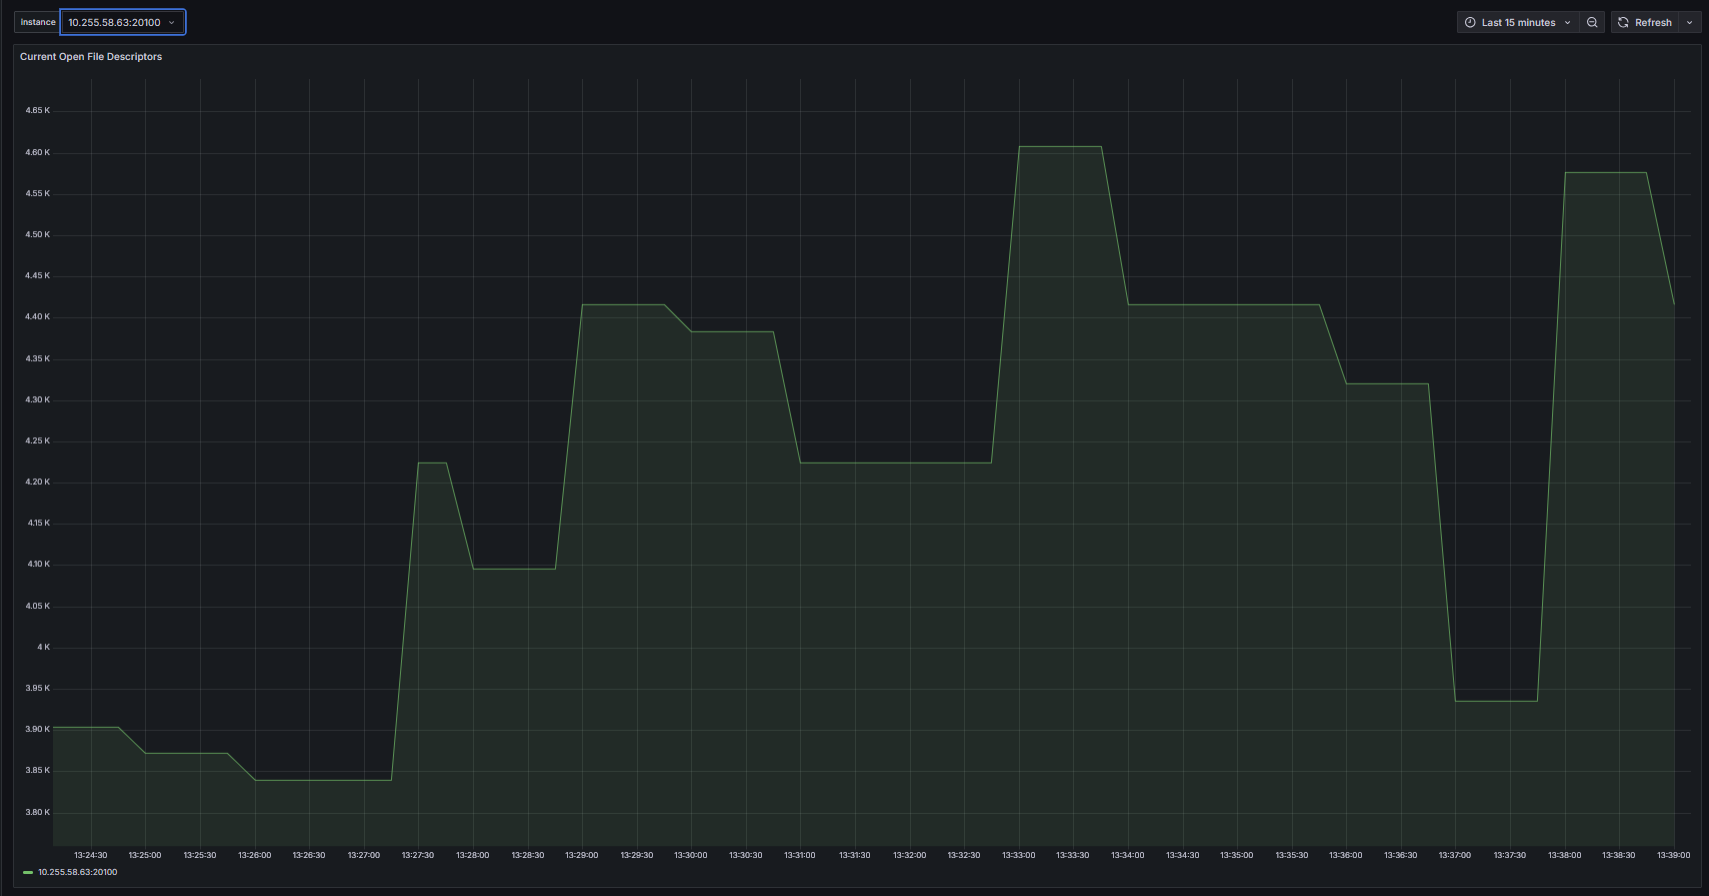 Instance 10.255.58.63:20100 Last 15 minutes Refresh
Current Open File Descriptors
4.65 K
4.60 K
4.55 K
4.50 K
4.45 K
4.40 K
4.35 K
4.30 K
4.25 K
4.20 K
4.15 K
4.10 K
4.05 K
4 K
3.95 K
3.90 K
3.85 K
3.80 K
13:24:30 13:25:00 13:25:30 13:26:00 13:26:30 13:27:00 13:27:30 13:28:00 13:28:30 13:29:00 13:29:30 13:30:00 13:30:30 13:31:00 13:31:30 13:32:00 13:32:30 13:33:00 13:33:30 13:34:00 13:34:30 13:35:00 13:35:30 13:36:00 13:36:30 13:37:00 13:37:30 13:38:00 13:38:30 13:39:00
10.255.58.63:20100